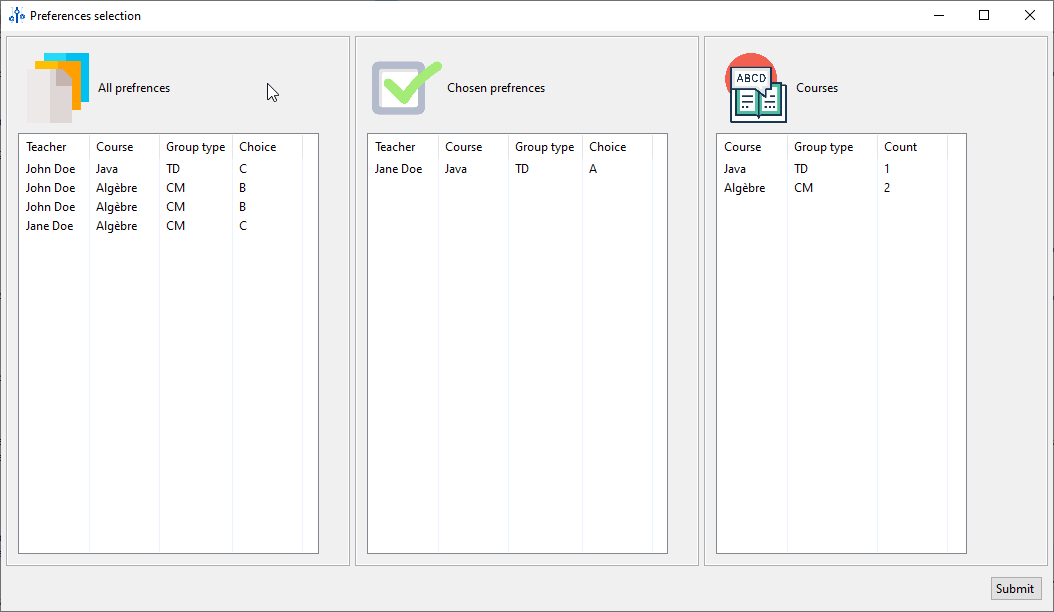 Preferences selection
All prefrences
Teacher Course Group type Choice
John Doe Java TD C
John Doe Algèbre CM B
John Doe Algèbre CM B
Jane Doe Algèbre CM C
Chosen prefrences
Teacher Course Group type Choice
Jane Doe Java TD A
ABCD
Courses
Course Group type Count
Java TD 1
Algèbre CM 2
Submit